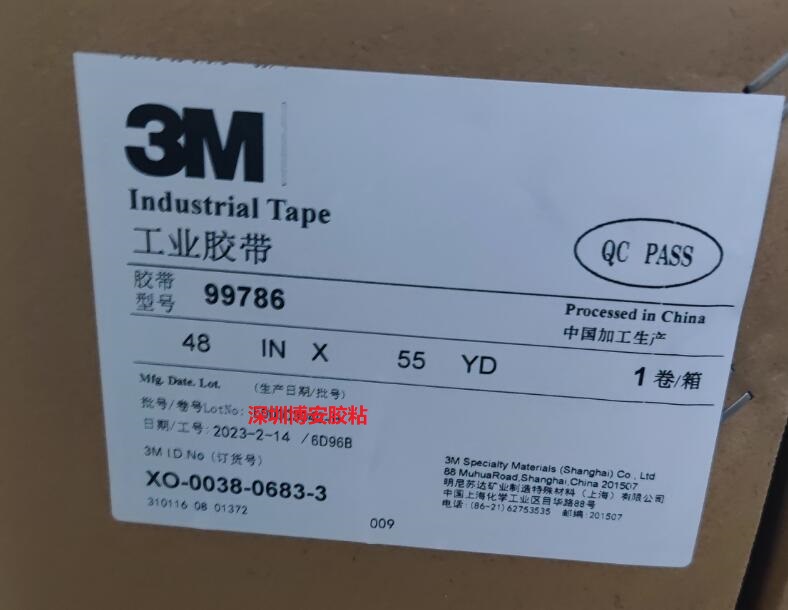 3M
Industrial Tape
工业胶带
QC PASS
胶带
型号 99786
Processed in China
中国加工生产
48 IN X 55 YD 1 卷/箱
Mfg. Date. Lot. (生产日期/批号)
批号/卷号LotNo:
深圳博安胶粘
日期/工号: 2023-2-14 /6D96B
3M I.D No (订货号)
XO-0038-0683-3
310116 08 01372
009
3M Specialty Materials (Shanghai) Co., Ltd
88 MuhuaRoad,Shanghai,China 201507
明尼苏达矿业制造特殊材料（上海）有限公司
中国上海化学工业区目华路88号
电话: (86-21)62753535 邮编: 201507